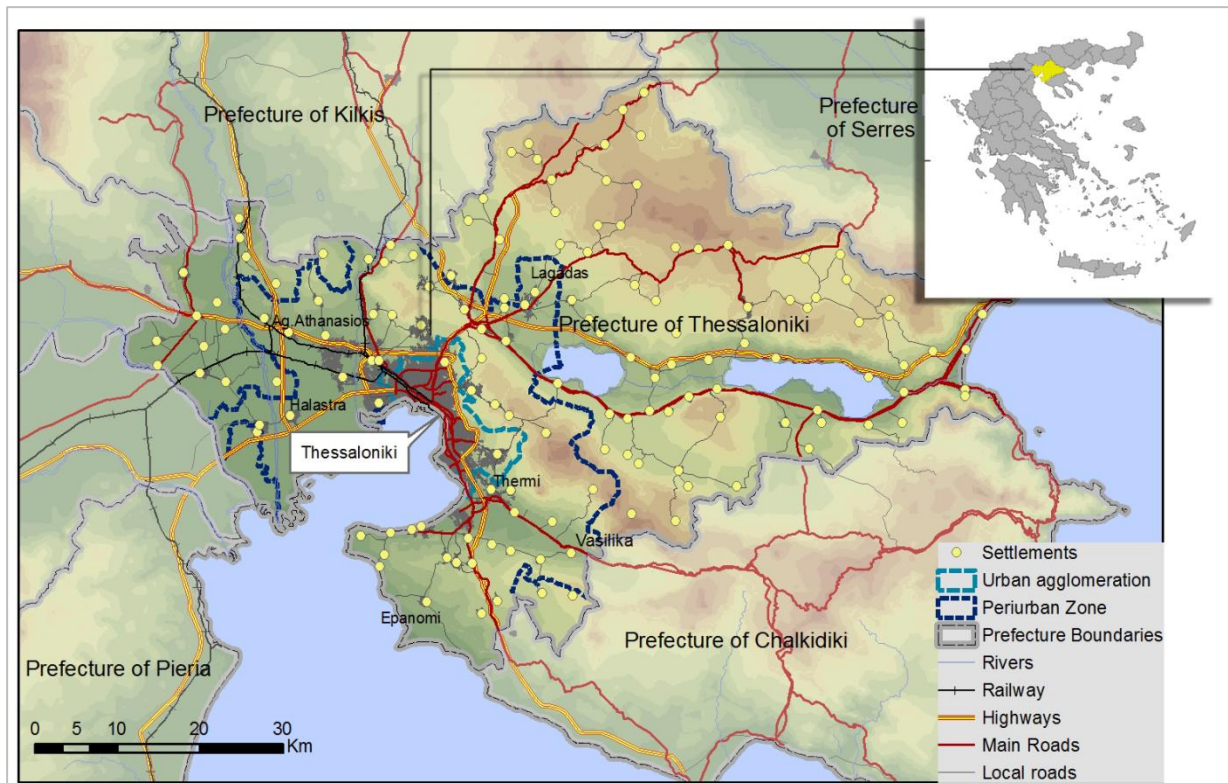 Prefecture of Kilkis
Prefecture
of Serres
Lagadas
Ag.Athanasios
Prefecture of Thessaloniki
Halastra
Thessaloniki
Thermi
Vasilika
Epanomi
Prefecture of Chalkidiki
Prefecture of Pieria
Settlements
Urban agglomeration
Periurban Zone
Prefecture Boundaries
Rivers
Railway
Highways
Main Roads
Local roads
0 5 10 20 30
Km